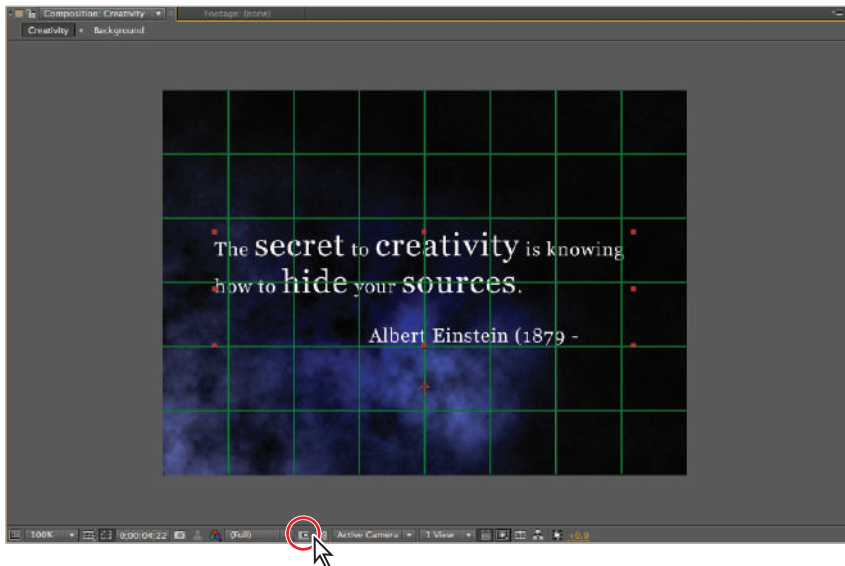 Composition: Creativity
Footage: (none)
Creativity
Background
The secret to creativity is knowing
how to hide your sources.
Albert Einstein (1879 -
100%
0;00:04;22
(Full)
Active Camera
1 View
+0.0